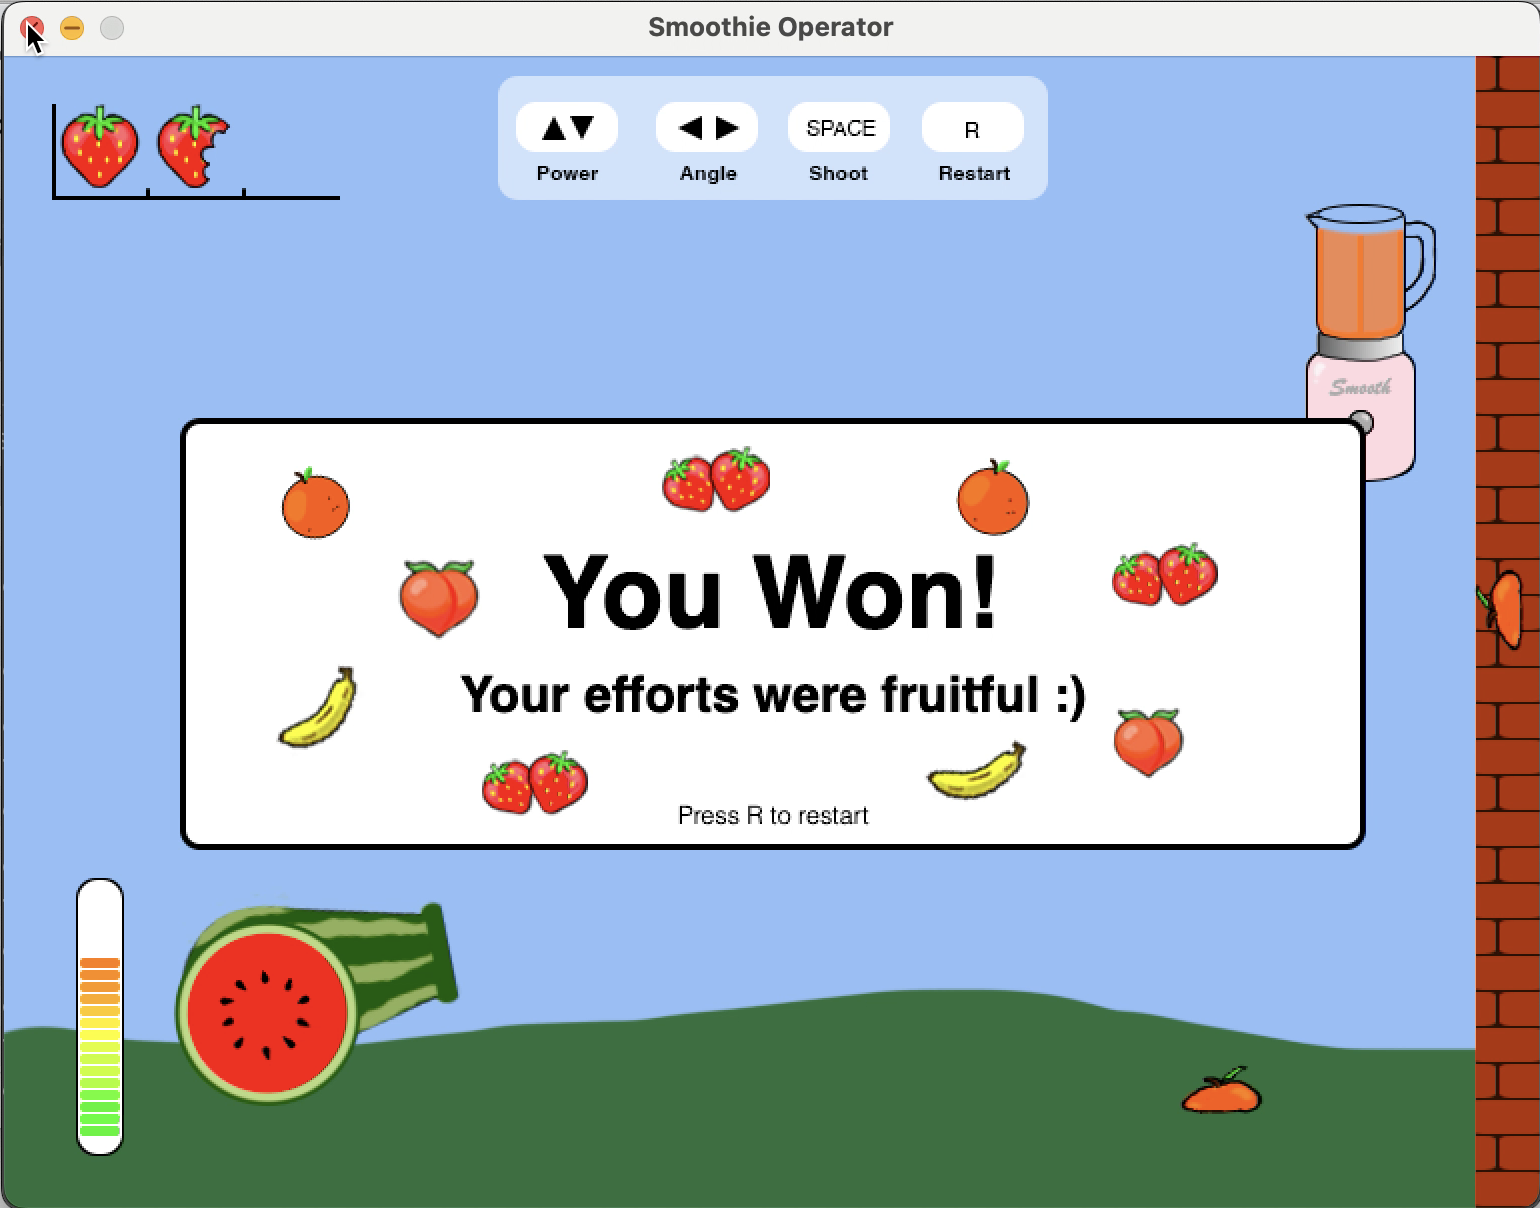 Smoothie Operator
▲▼ ◀ ▶ SPACE R
Power Angle Shoot Restart
Smooth
You Won!
Your efforts were fruitful :)
Press R to restart